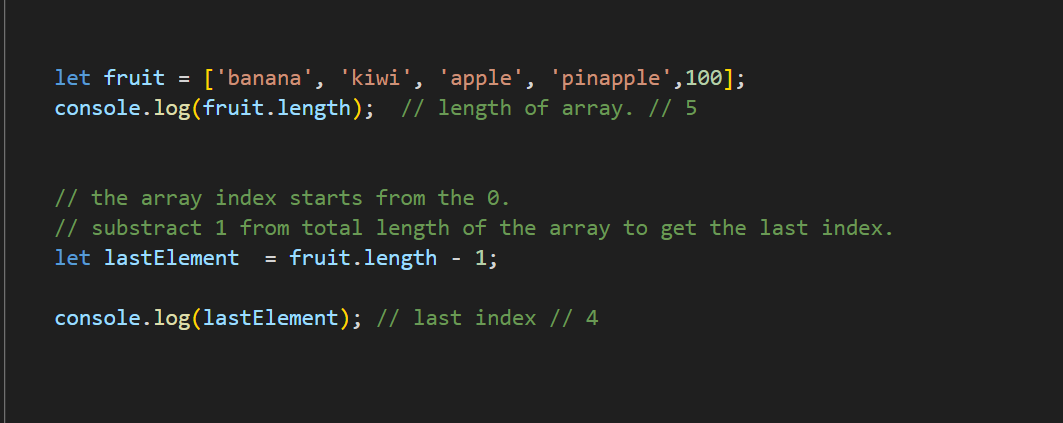 let fruit = ['banana', 'kiwi', 'apple', 'pinapple',100];
console.log(fruit.length);  // length of array. // 5
// the array index starts from the 0.
// substract 1 from total length of the array to get the last index.
let lastElement  = fruit.length - 1;
console.log(lastElement); // last index // 4